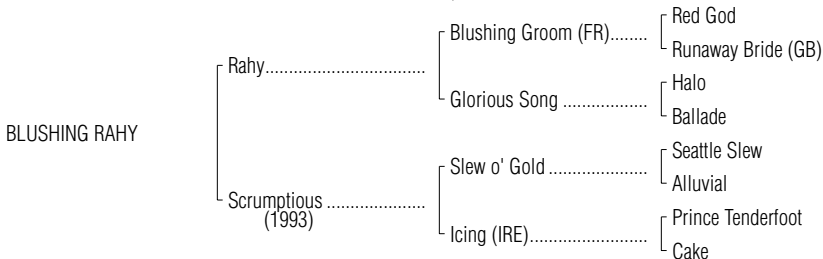 Red God
Blushing Groom (FR)........
Runaway Bride (GB)
Rahy................................
Halo
Glorious Song ..................
Ballade
BLUSHING RAHY
Seattle Slew
Slew o' Gold .....................
Alluvial
Scrumptious ....................
(1993)
Prince Tenderfoot
Icing (IRE).........................
Cake